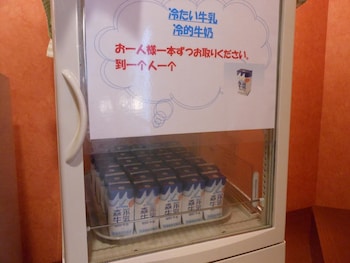 冷たい牛乳
冷的牛奶
お一人様一本ずつお取りください。
到一个人一个